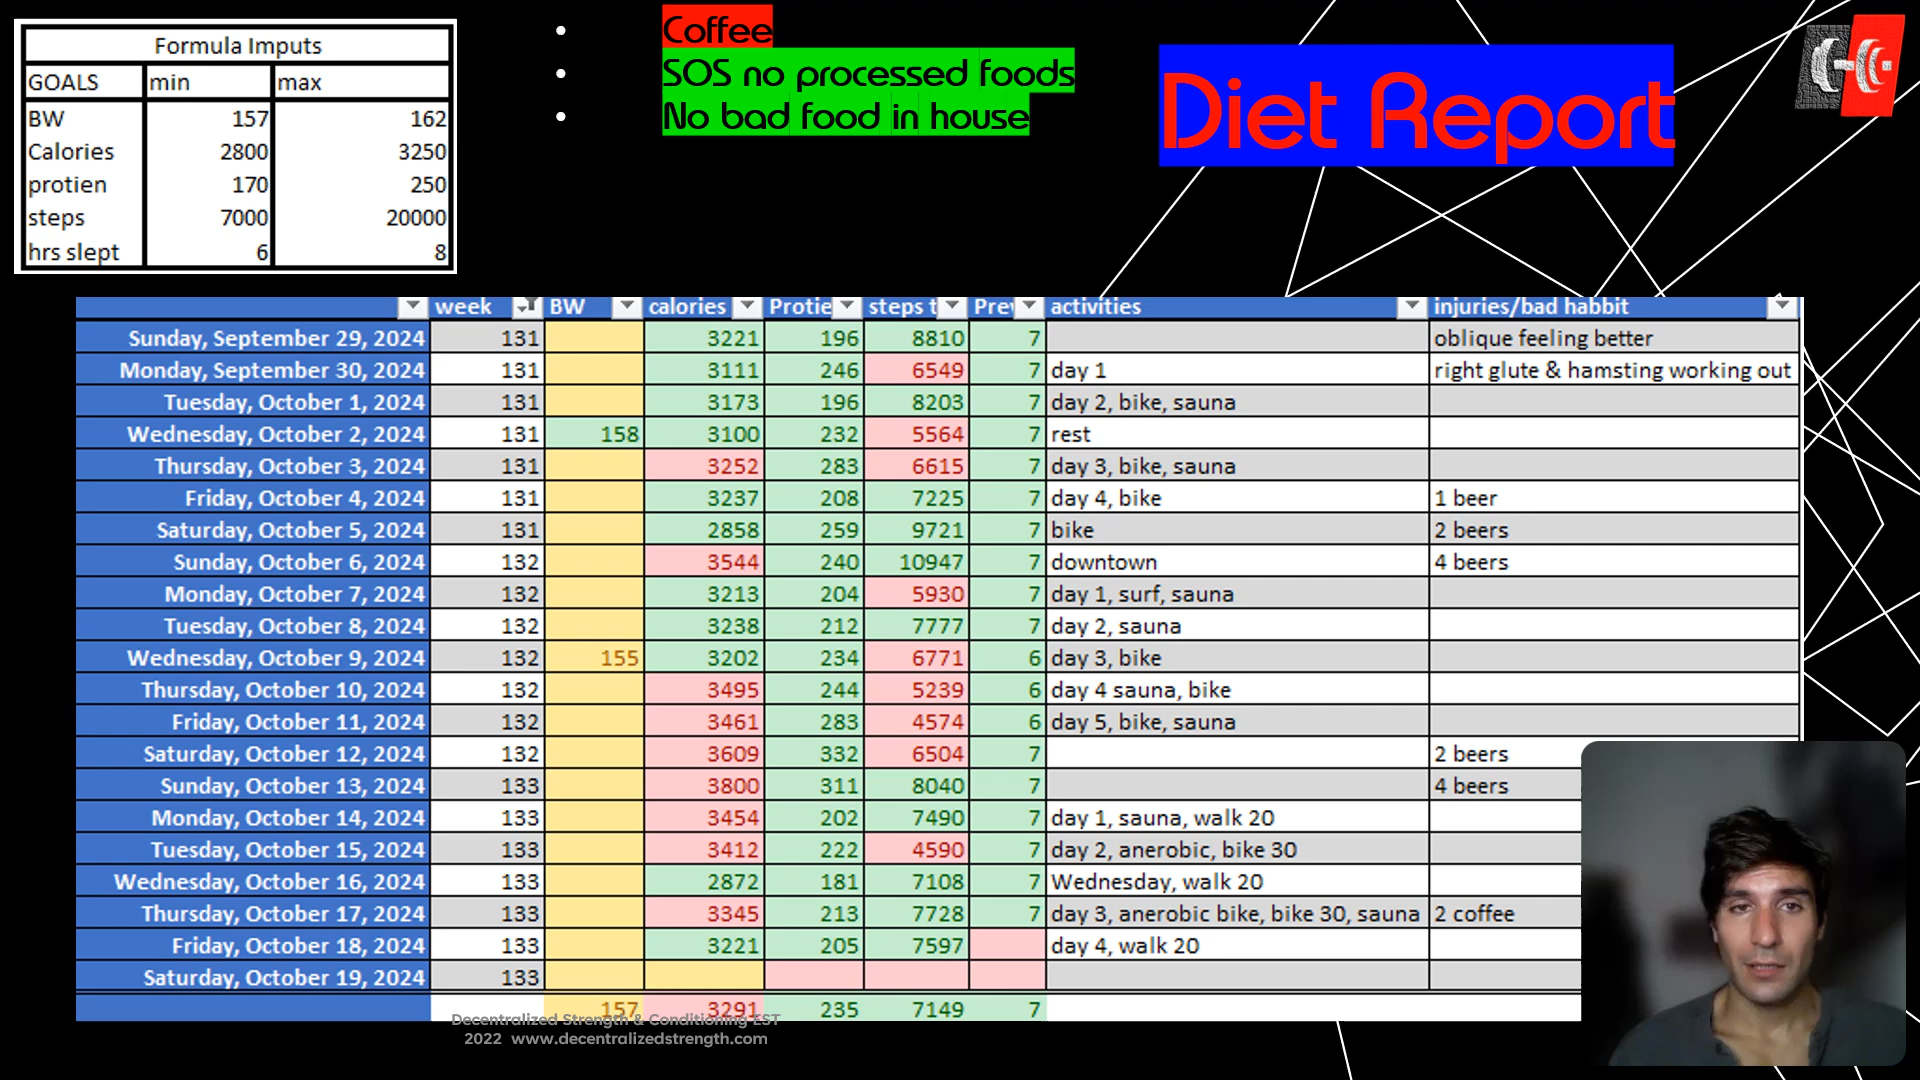 Formula Imputs
GOALS min max
BW 157 162
Calories 2800 3250
protien 170 250
steps 7000 20000
hrs slept 6 8
• Coffee
• SOS no processed foods
• No bad food in house
Diet Report
week BW calories Protie steps t Prev activities injuries/bad habbit
Sunday, September 29, 2024 131 3221 196 8810 7 oblique feeling better
Monday, September 30, 2024 131 3111 246 6549 7 day 1 right glute & hamsting working out
Tuesday, October 1, 2024 131 3173 196 8203 7 day 2, bike, sauna
Wednesday, October 2, 2024 131 158 3100 232 5564 7 rest
Thursday, October 3, 2024 131 3252 283 6615 7 day 3, bike, sauna
Friday, October 4, 2024 131 3237 208 7225 7 day 4, bike 1 beer
Saturday, October 5, 2024 131 2858 259 9721 7 bike 2 beers
Sunday, October 6, 2024 132 3544 240 10947 7 downtown 4 beers
Monday, October 7, 2024 132 3213 204 5930 7 day 1, surf, sauna
Tuesday, October 8, 2024 132 3238 212 7777 7 day 2, sauna
Wednesday, October 9, 2024 132 155 3202 234 6771 6 day 3, bike
Thursday, October 10, 2024 132 3495 244 5239 6 day 4 sauna, bike
Friday, October 11, 2024 132 3461 283 4574 6 day 5, bike, sauna
Saturday, October 12, 2024 132 3609 332 6504 7 2 beers
Sunday, October 13, 2024 133 3800 311 8040 7 4 beers
Monday, October 14, 2024 133 3454 202 7490 7 day 1, sauna, walk 20
Tuesday, October 15, 2024 133 3412 222 4590 7 day 2, anerobic, bike 30
Wednesday, October 16, 2024 133 2872 181 7108 7 Wednesday, walk 20
Thursday, October 17, 2024 133 3345 213 7728 7 day 3, anerobic bike, bike 30, sauna 2 coffee
Friday, October 18, 2024 133 3221 205 7597 day 4, walk 20
Saturday, October 19, 2024 133
157 3291 235 7149 7
Decentralized Strength & Conditioning EST
2022 www.decentralizedstrength.com